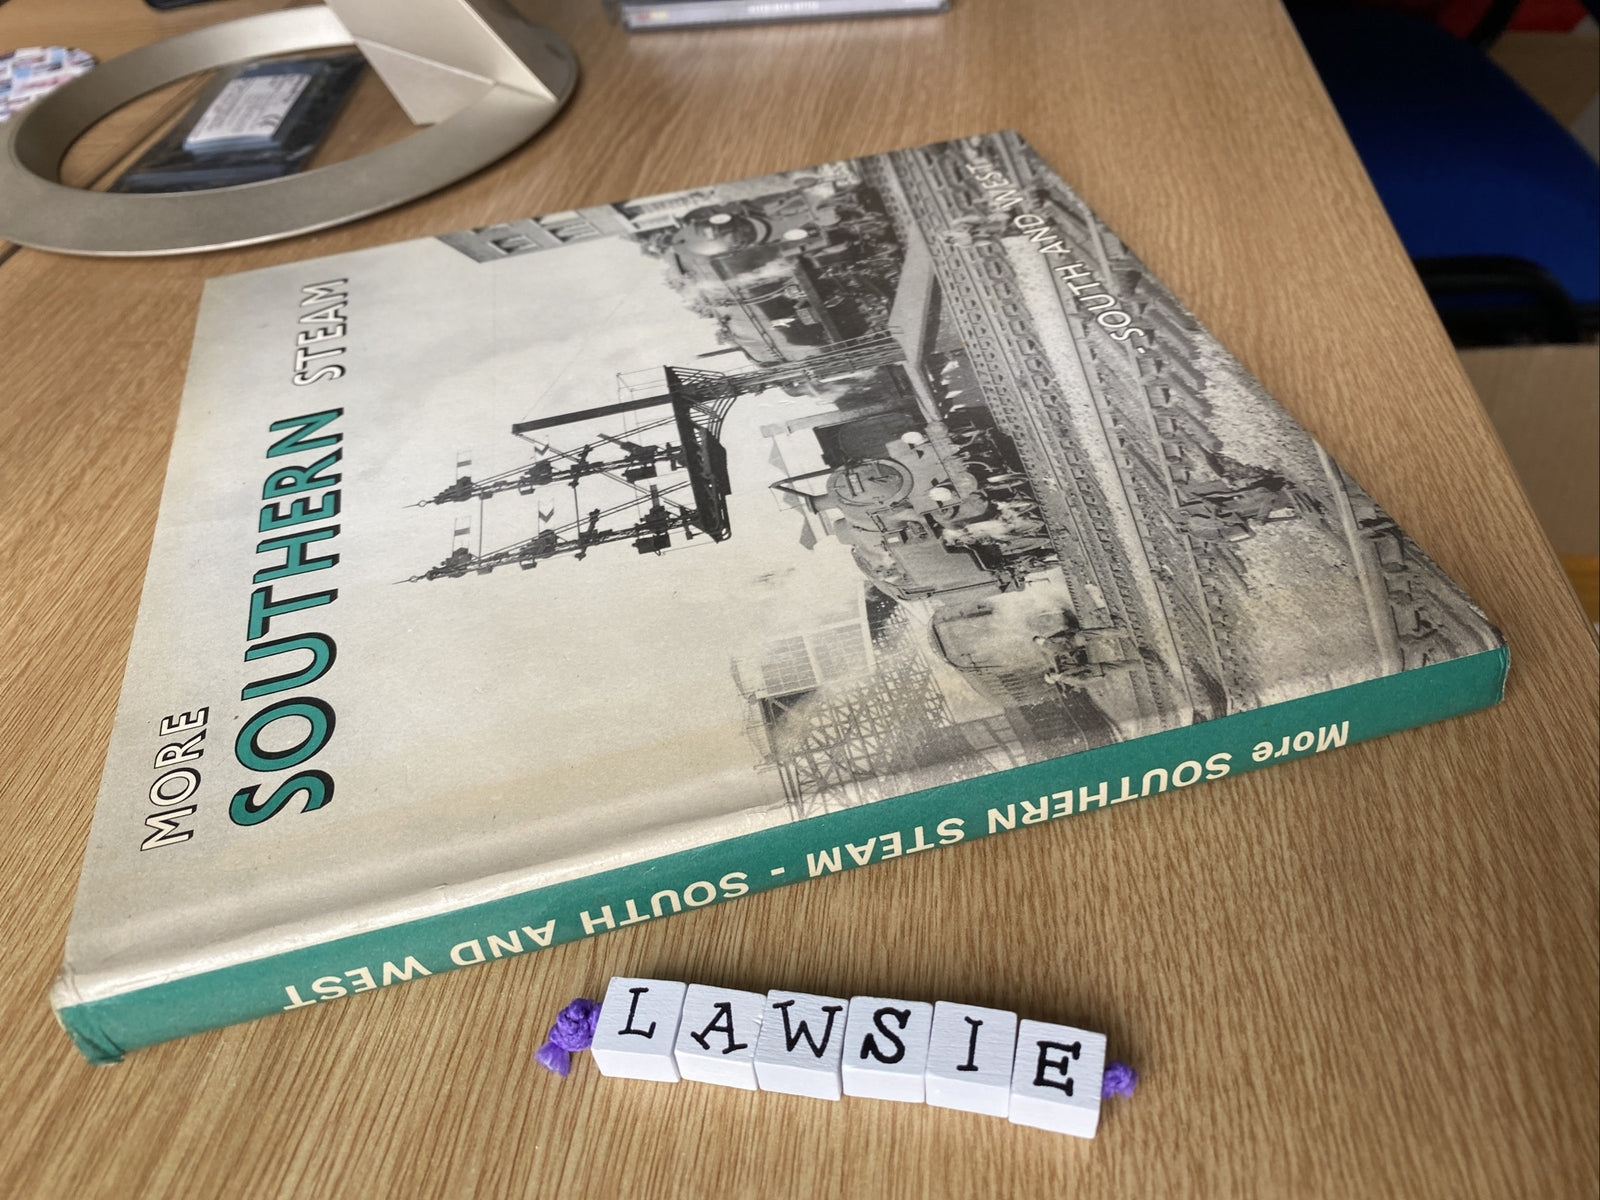 MORE
SOUTHERN STEAM
-SOUTH AND WEST
More SOUTHERN STEAM - SOUTH AND WEST
LAWSIE